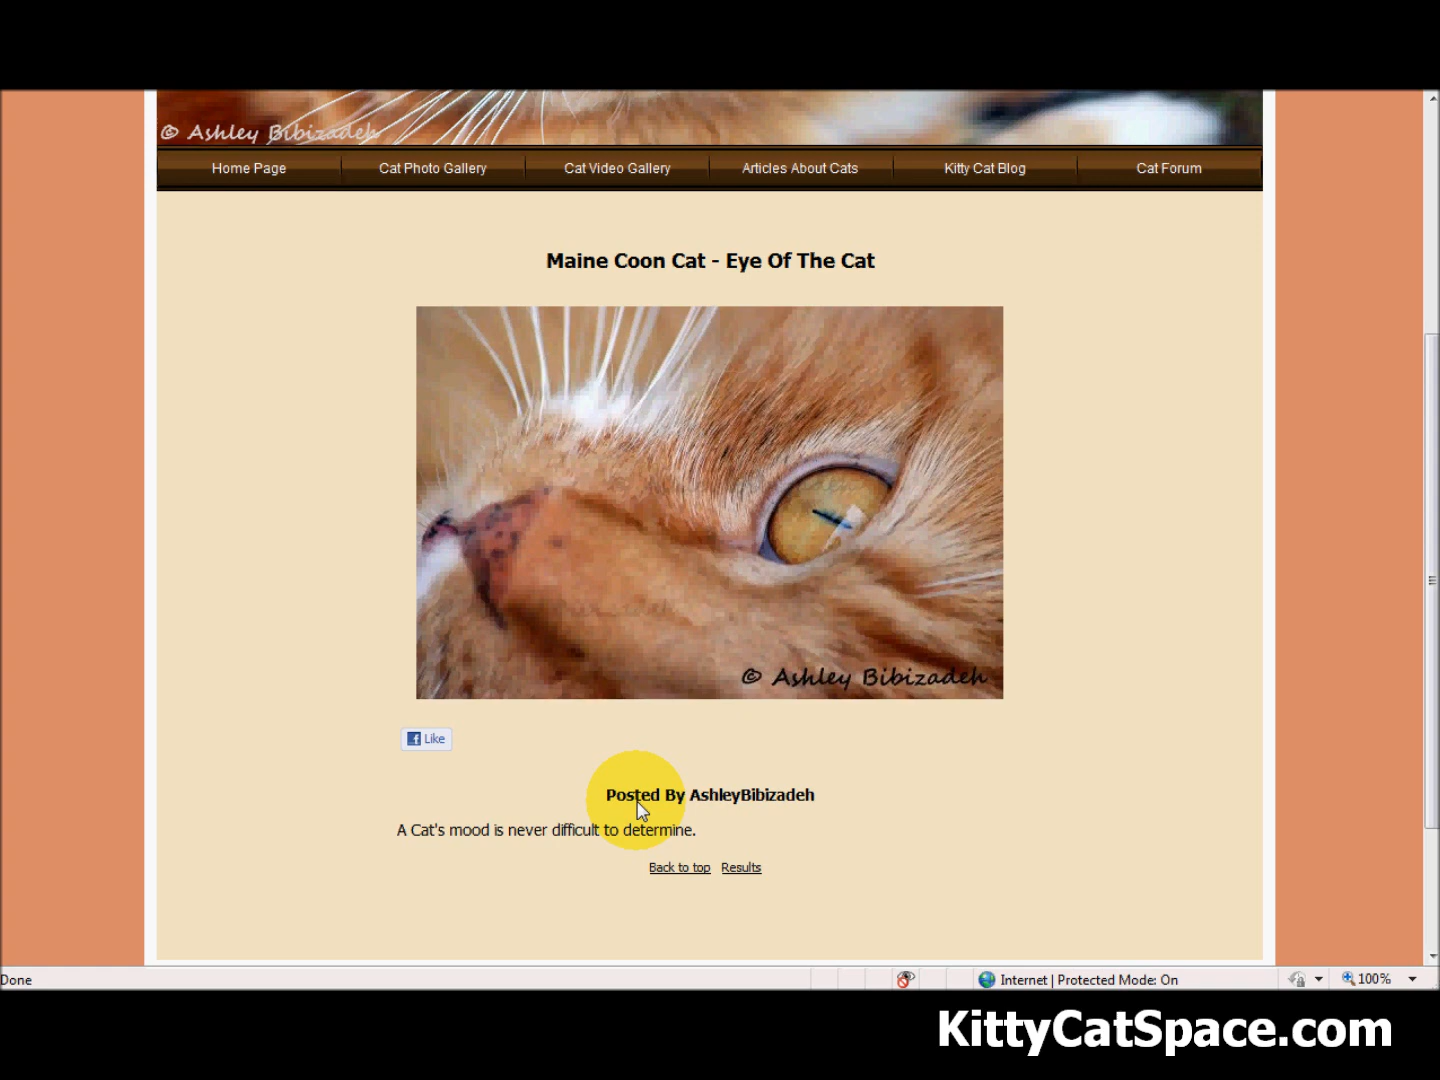 © Ashley Bibizadeh
Home Page
Cat Photo Gallery
Cat Video Gallery
Articles About Cats
Kitty Cat Blog
Cat Forum
Maine Coon Cat - Eye Of The Cat
© Ashley Bibizadeh
Like
Posted By AshleyBibizadeh
A Cat's mood is never difficult to determine.
Back to top Results
Done
Internet | Protected Mode: On
100%
KittyCatSpace.com